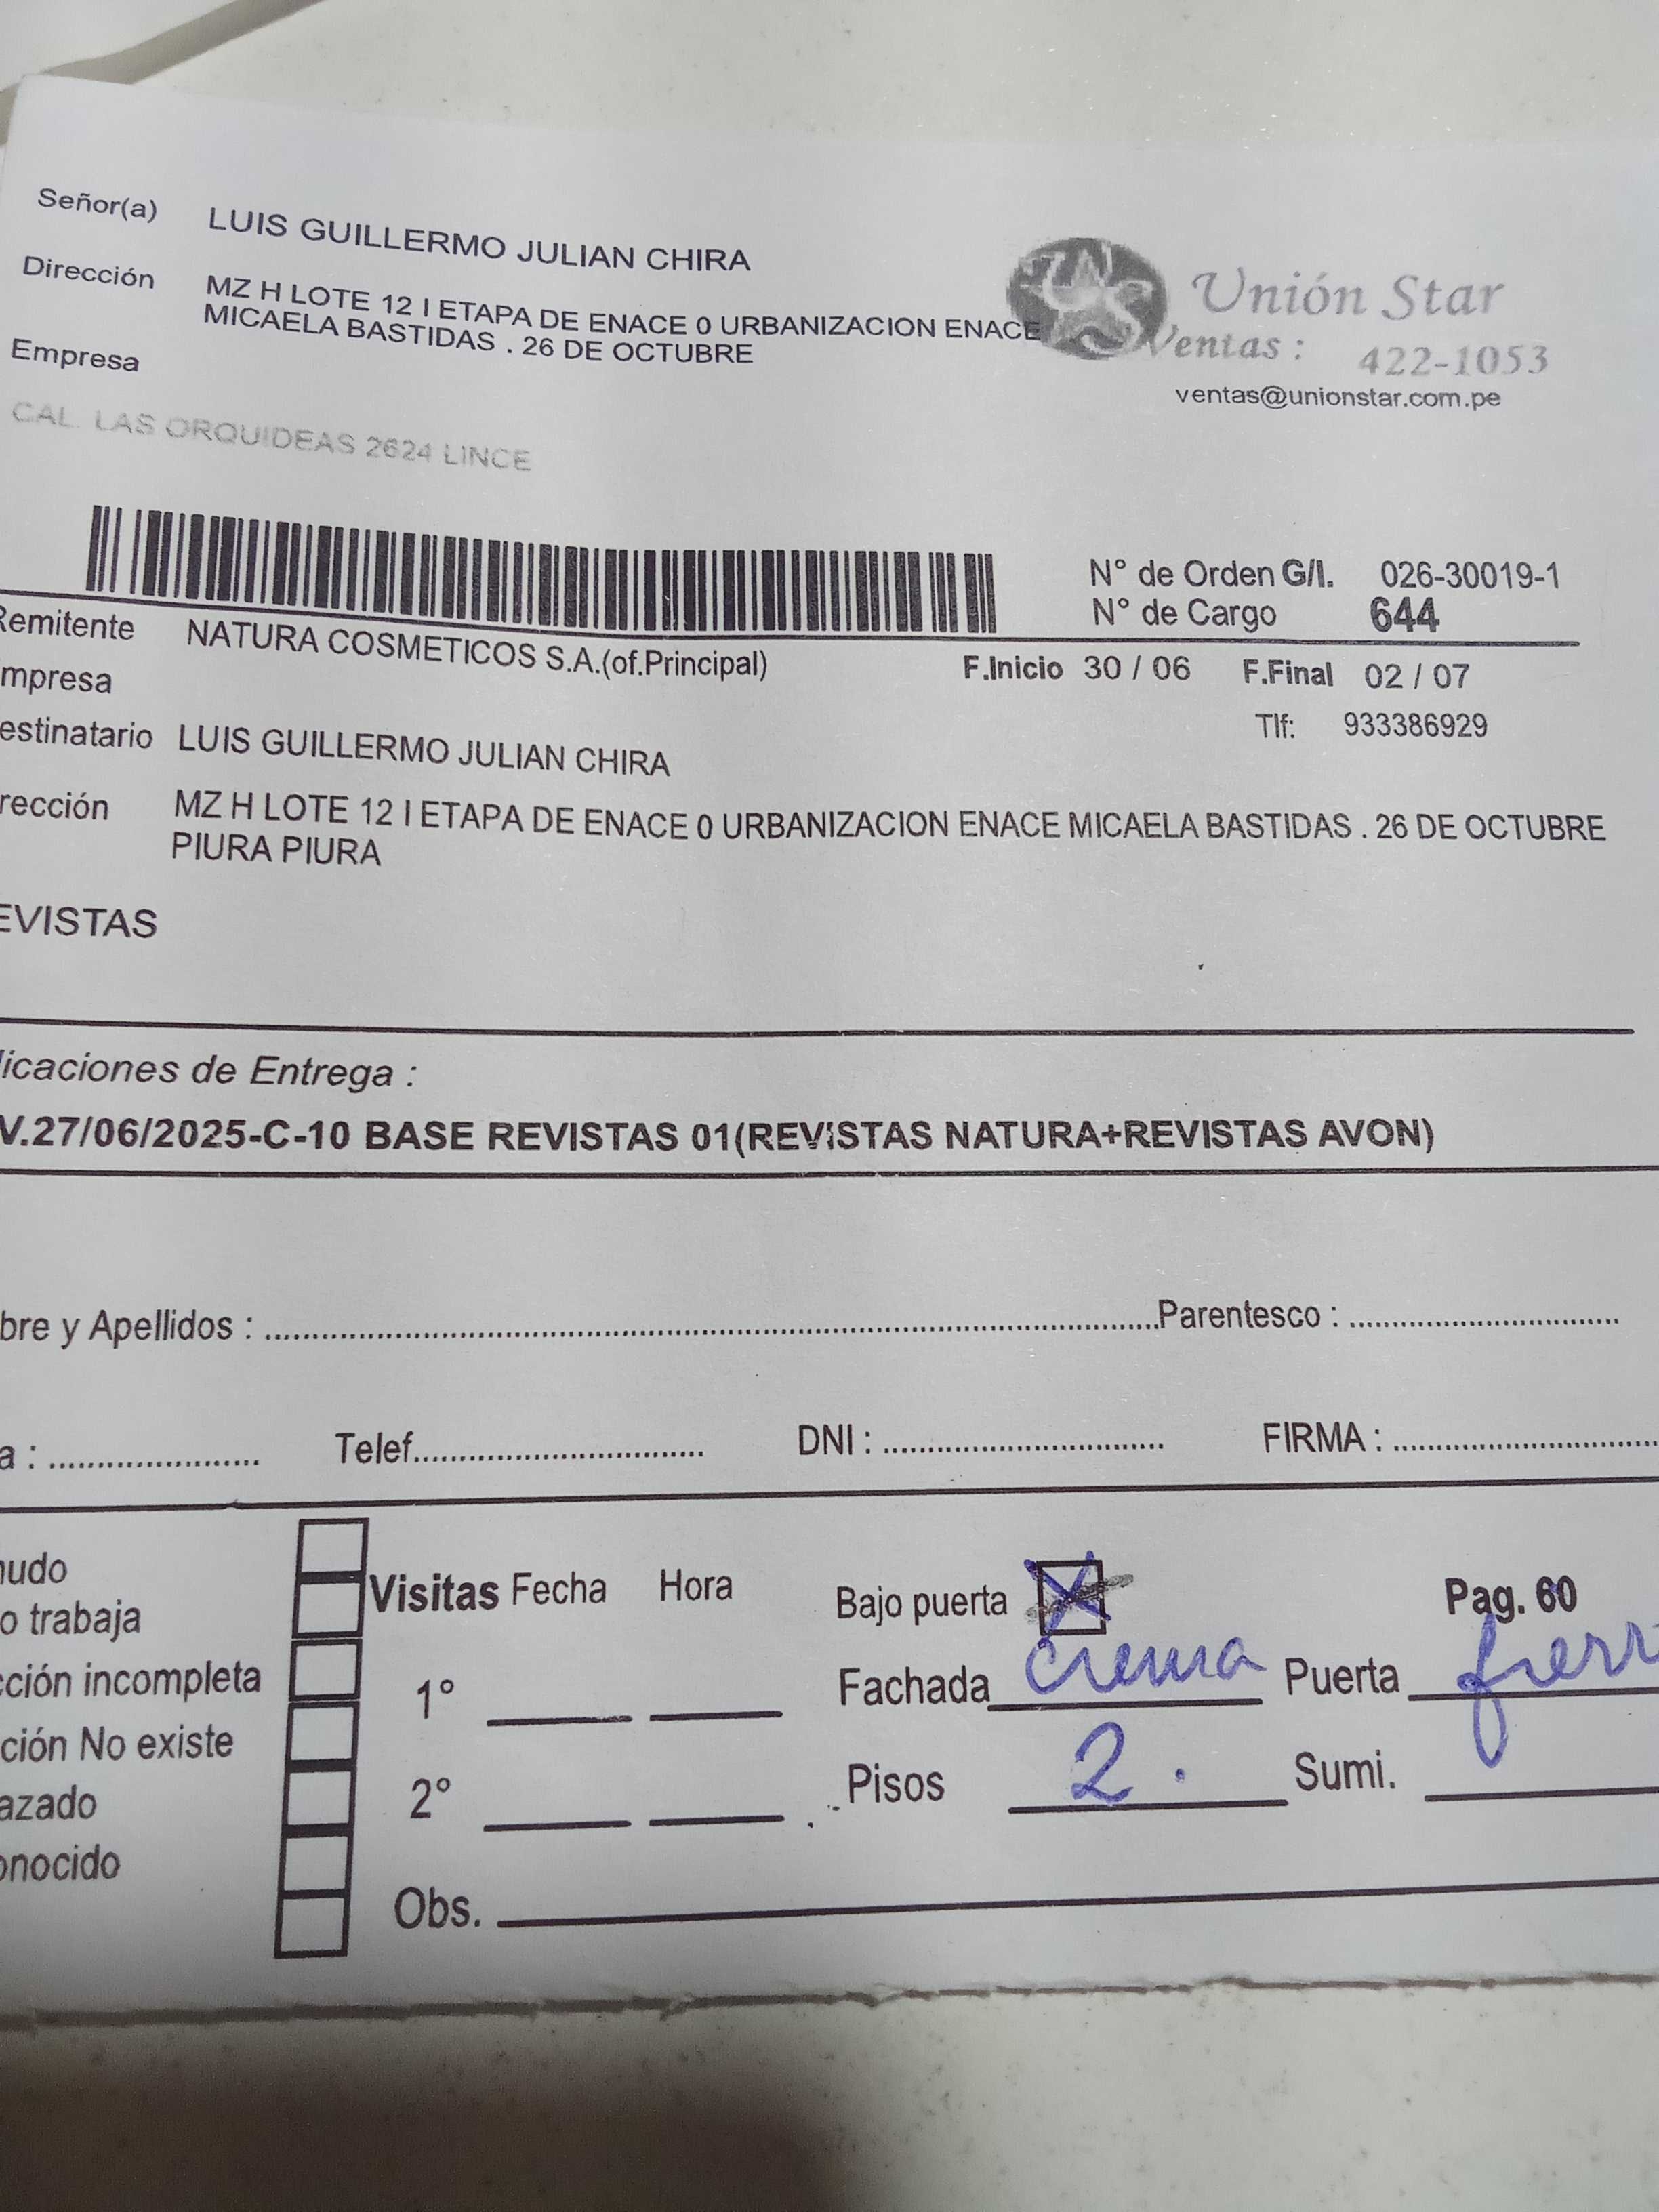 Señor(a) LUIS GUILLERMO JULIAN CHIRA
Dirección MZ H LOTE 12 I ETAPA DE ENACE 0 URBANIZACION ENACE
MICAELA BASTIDAS . 26 DE OCTUBRE
Unión Star
Ventas : 422-1053
ventas@unionstar.com.pe
Empresa
CAL. LAS ORQUIDEAS 2624 LINCE
N° de Orden G/I. 026-30019-1
N° de Cargo 644
Remitente NATURA COSMETICOS S.A.(of.Principal)
F.Inicio 30 / 06 F.Final 02 / 07
mpresa
Tlf: 933386929
estinatario LUIS GUILLERMO JULIAN CHIRA
rección MZ H LOTE 12 I ETAPA DE ENACE 0 URBANIZACION ENACE MICAELA BASTIDAS . 26 DE OCTUBRE
PIURA PIURA
EVISTAS
licaciones de Entrega :
V.27/06/2025-C-10 BASE REVISTAS 01(REVISTAS NATURA+REVISTAS AVON)
bre y Apellidos : Parentesco :
a : Telef. DNI : FIRMA :
udo
o trabaja
cción incompleta
ción No existe
azado
onocido
Visitas Fecha Hora
1°
2°
Obs.
Bajo puerta X Pag. 60
Fachada crema Puerta fierr
Pisos 2. Sumi.